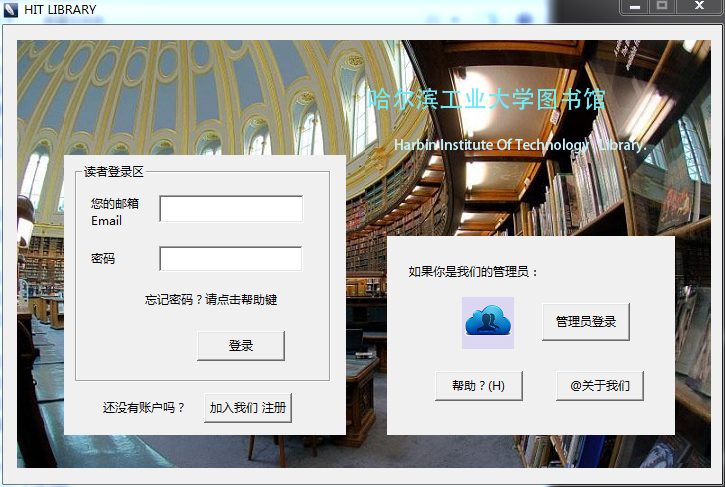 HIT LIBRARY
哈尔滨工业大学图书馆
Harbin Institute Of Technology Library.
读者登录区
您的邮箱
Email
密码
忘记密码？请点击帮助键
登录
还没有账户吗？
加入我们 注册
如果你是我们的管理员：
管理员登录
帮助？(H)
@关于我们